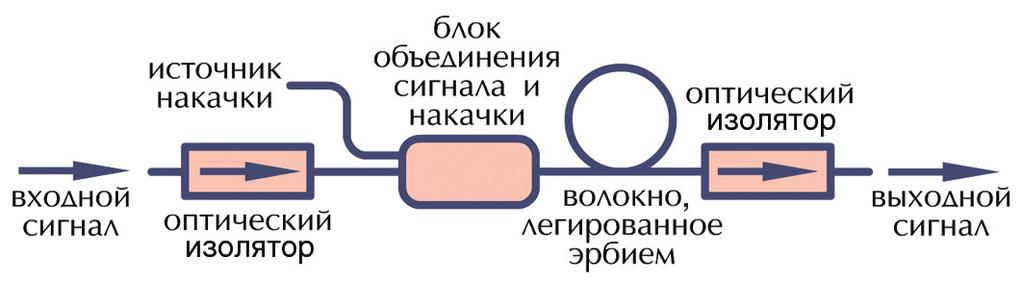 входной
сигнал
оптический
изолятор
источник
накачки
блок
объединения
сигнала и
накачки
волокно,
легированное
эрбием
оптический
изолятор
выходной
сигнал